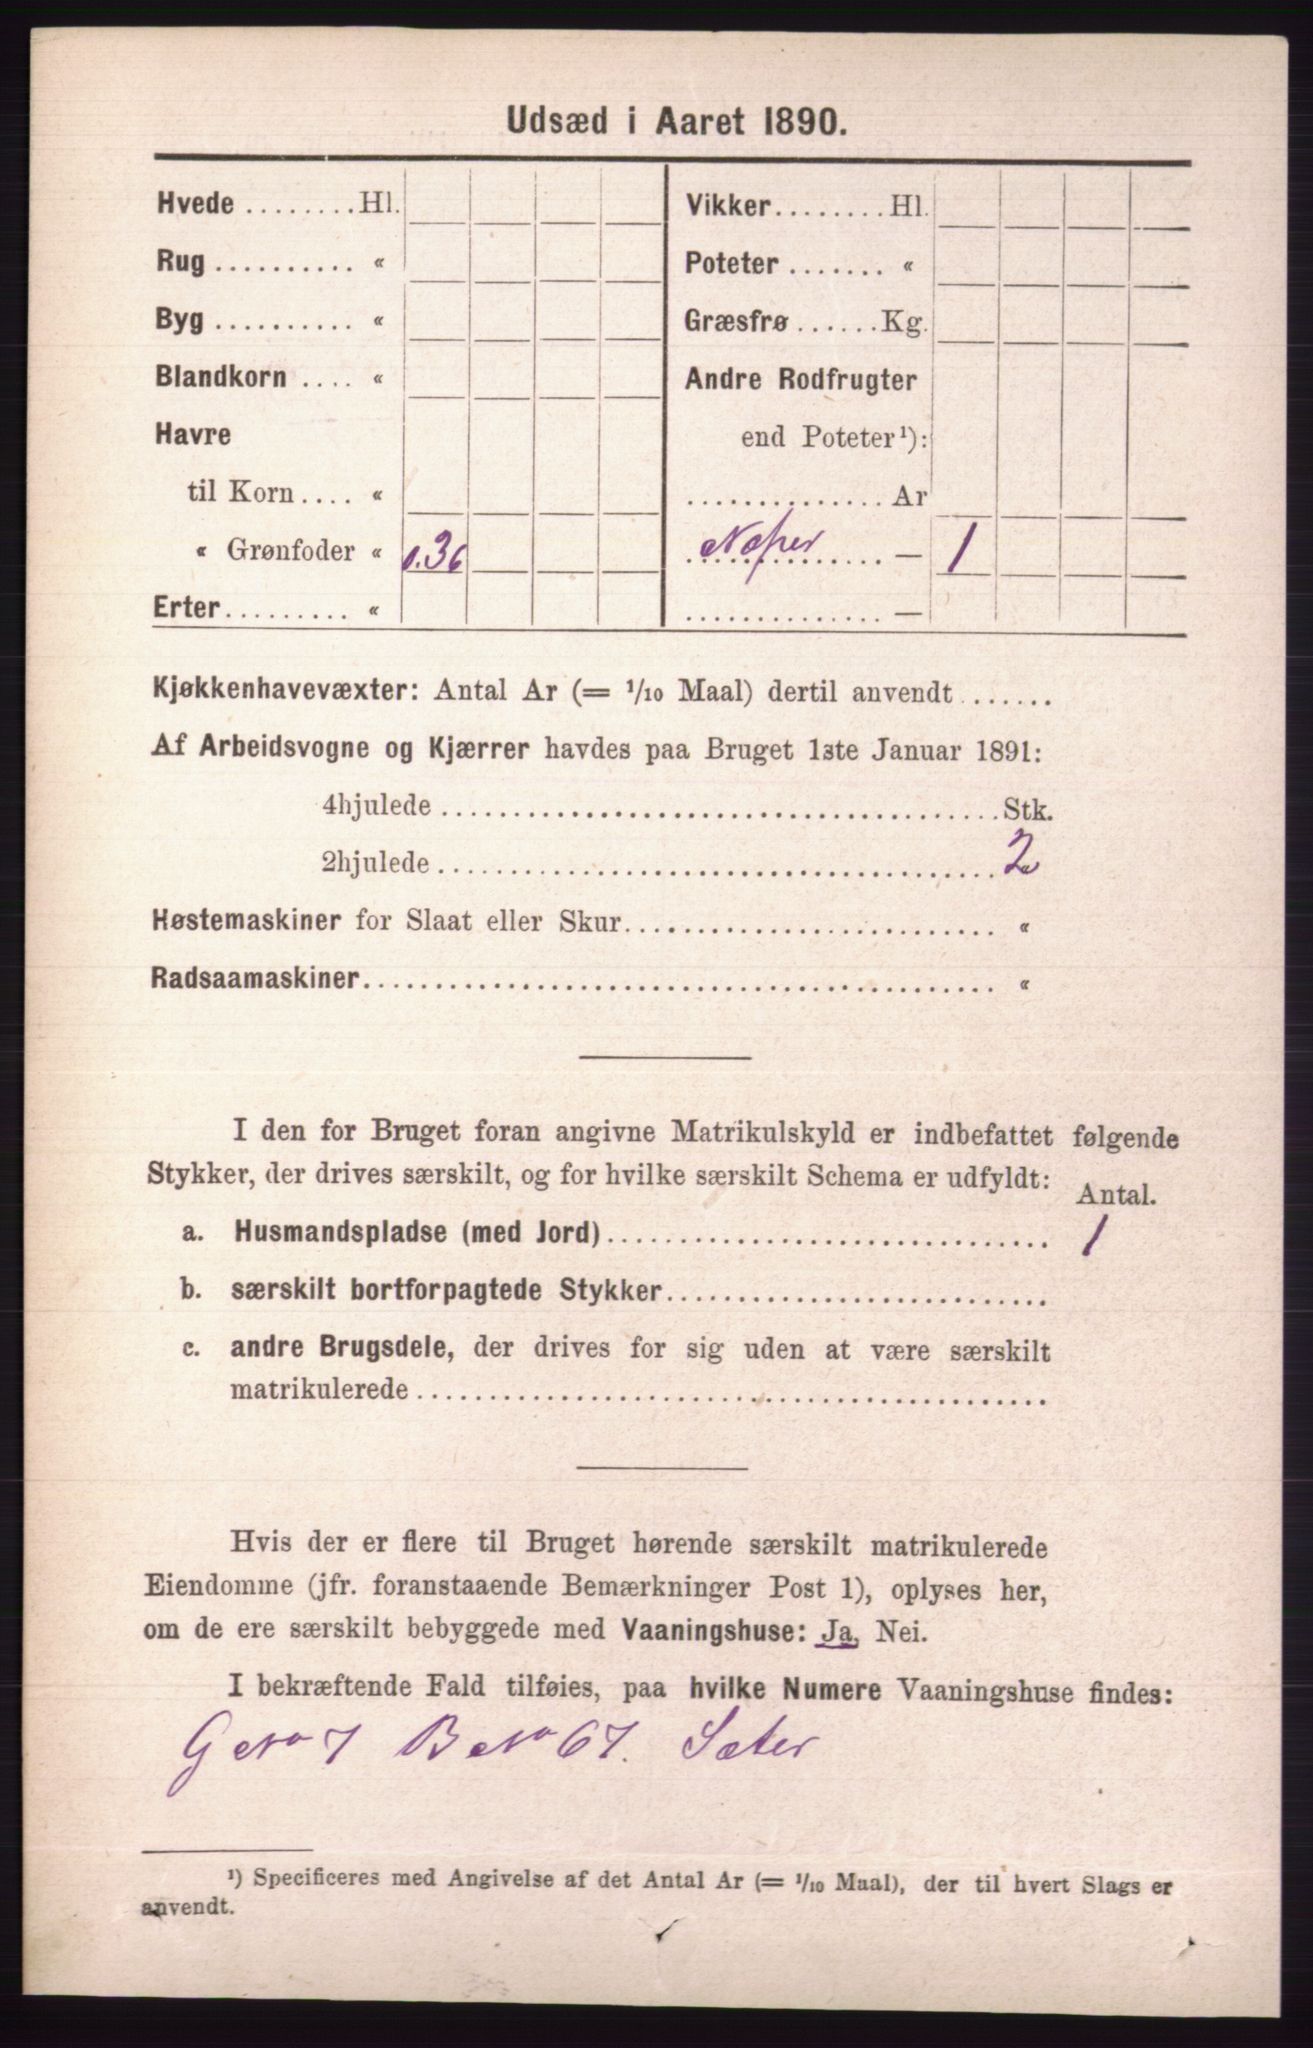 Udsæd i Aaret 1890.
Hvede ........ Hl.
Rug .......... «
Byg .......... «
Blandkorn .... «
Havre
til Korn .... «
« Grønfoder « 0.36
Erter ......... «
Vikker ........ Hl.
Poteter ....... «
Græsfrø ...... Kg.
Andre Rodfrugter
end Poteter ¹):
.............. Ar
Næper — 1
.............. —
Kjøkkenhavevæxter: Antal Ar (= 1/10 Maal) dertil anvendt .......
Af Arbeidsvogne og Kjærrer havdes paa Bruget 1ste Januar 1891:
4hjulede ........................................ Stk.
2hjulede ........................................ 2
Høstemaskiner for Slaat eller Skur ........................... «
Radsaamaskiner ............................................. «
I den for Bruget foran angivne Matrikulskyld er indbefattet følgende
Stykker, der drives særskilt, og for hvilke særskilt Schema er udfyldt:
Antal.
a. Husmandspladse (med Jord) ................................ 1
b. særskilt bortforpagtede Stykker ............................
c. andre Brugsdele, der drives for sig uden at være særskilt
matrikulerede ..............................................
Hvis der er flere til Bruget hørende særskilt matrikulerede
Eiendomme (jfr. foranstaaende Bemærkninger Post 1), oplyses her,
om de ere særskilt bebyggede med Vaaningshuse: Ja, Nei.
I bekræftende Fald tilføies, paa hvilke Numere Vaaningshuse findes:
G No 7 B No 67. Sæter
¹) Specificeres med Angivelse af det Antal Ar (= 1/10 Maal), der til hvert Slags er
anvendt.